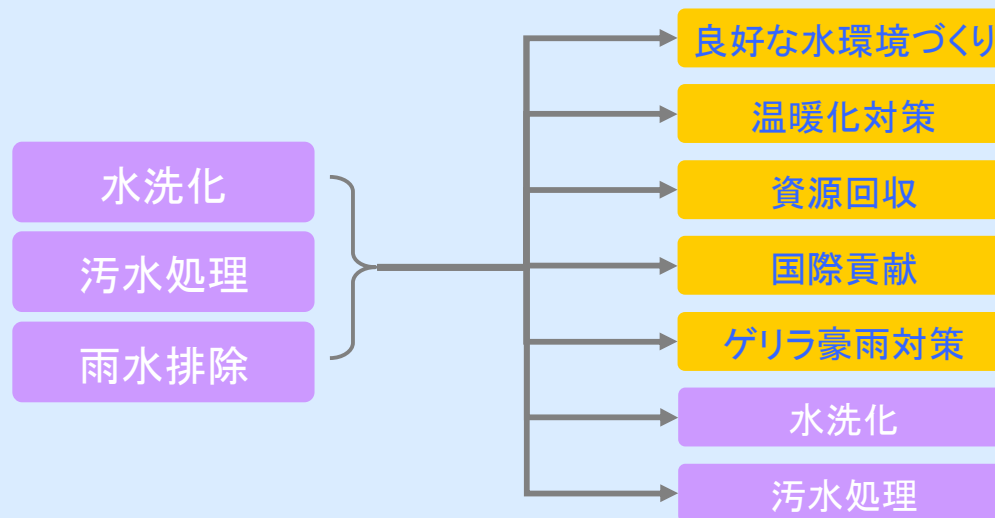 水洗化
汚水処理
雨水排除
良好な水環境づくり
温暖化対策
資源回収
国際貢献
ゲリラ豪雨対策
水洗化
汚水処理